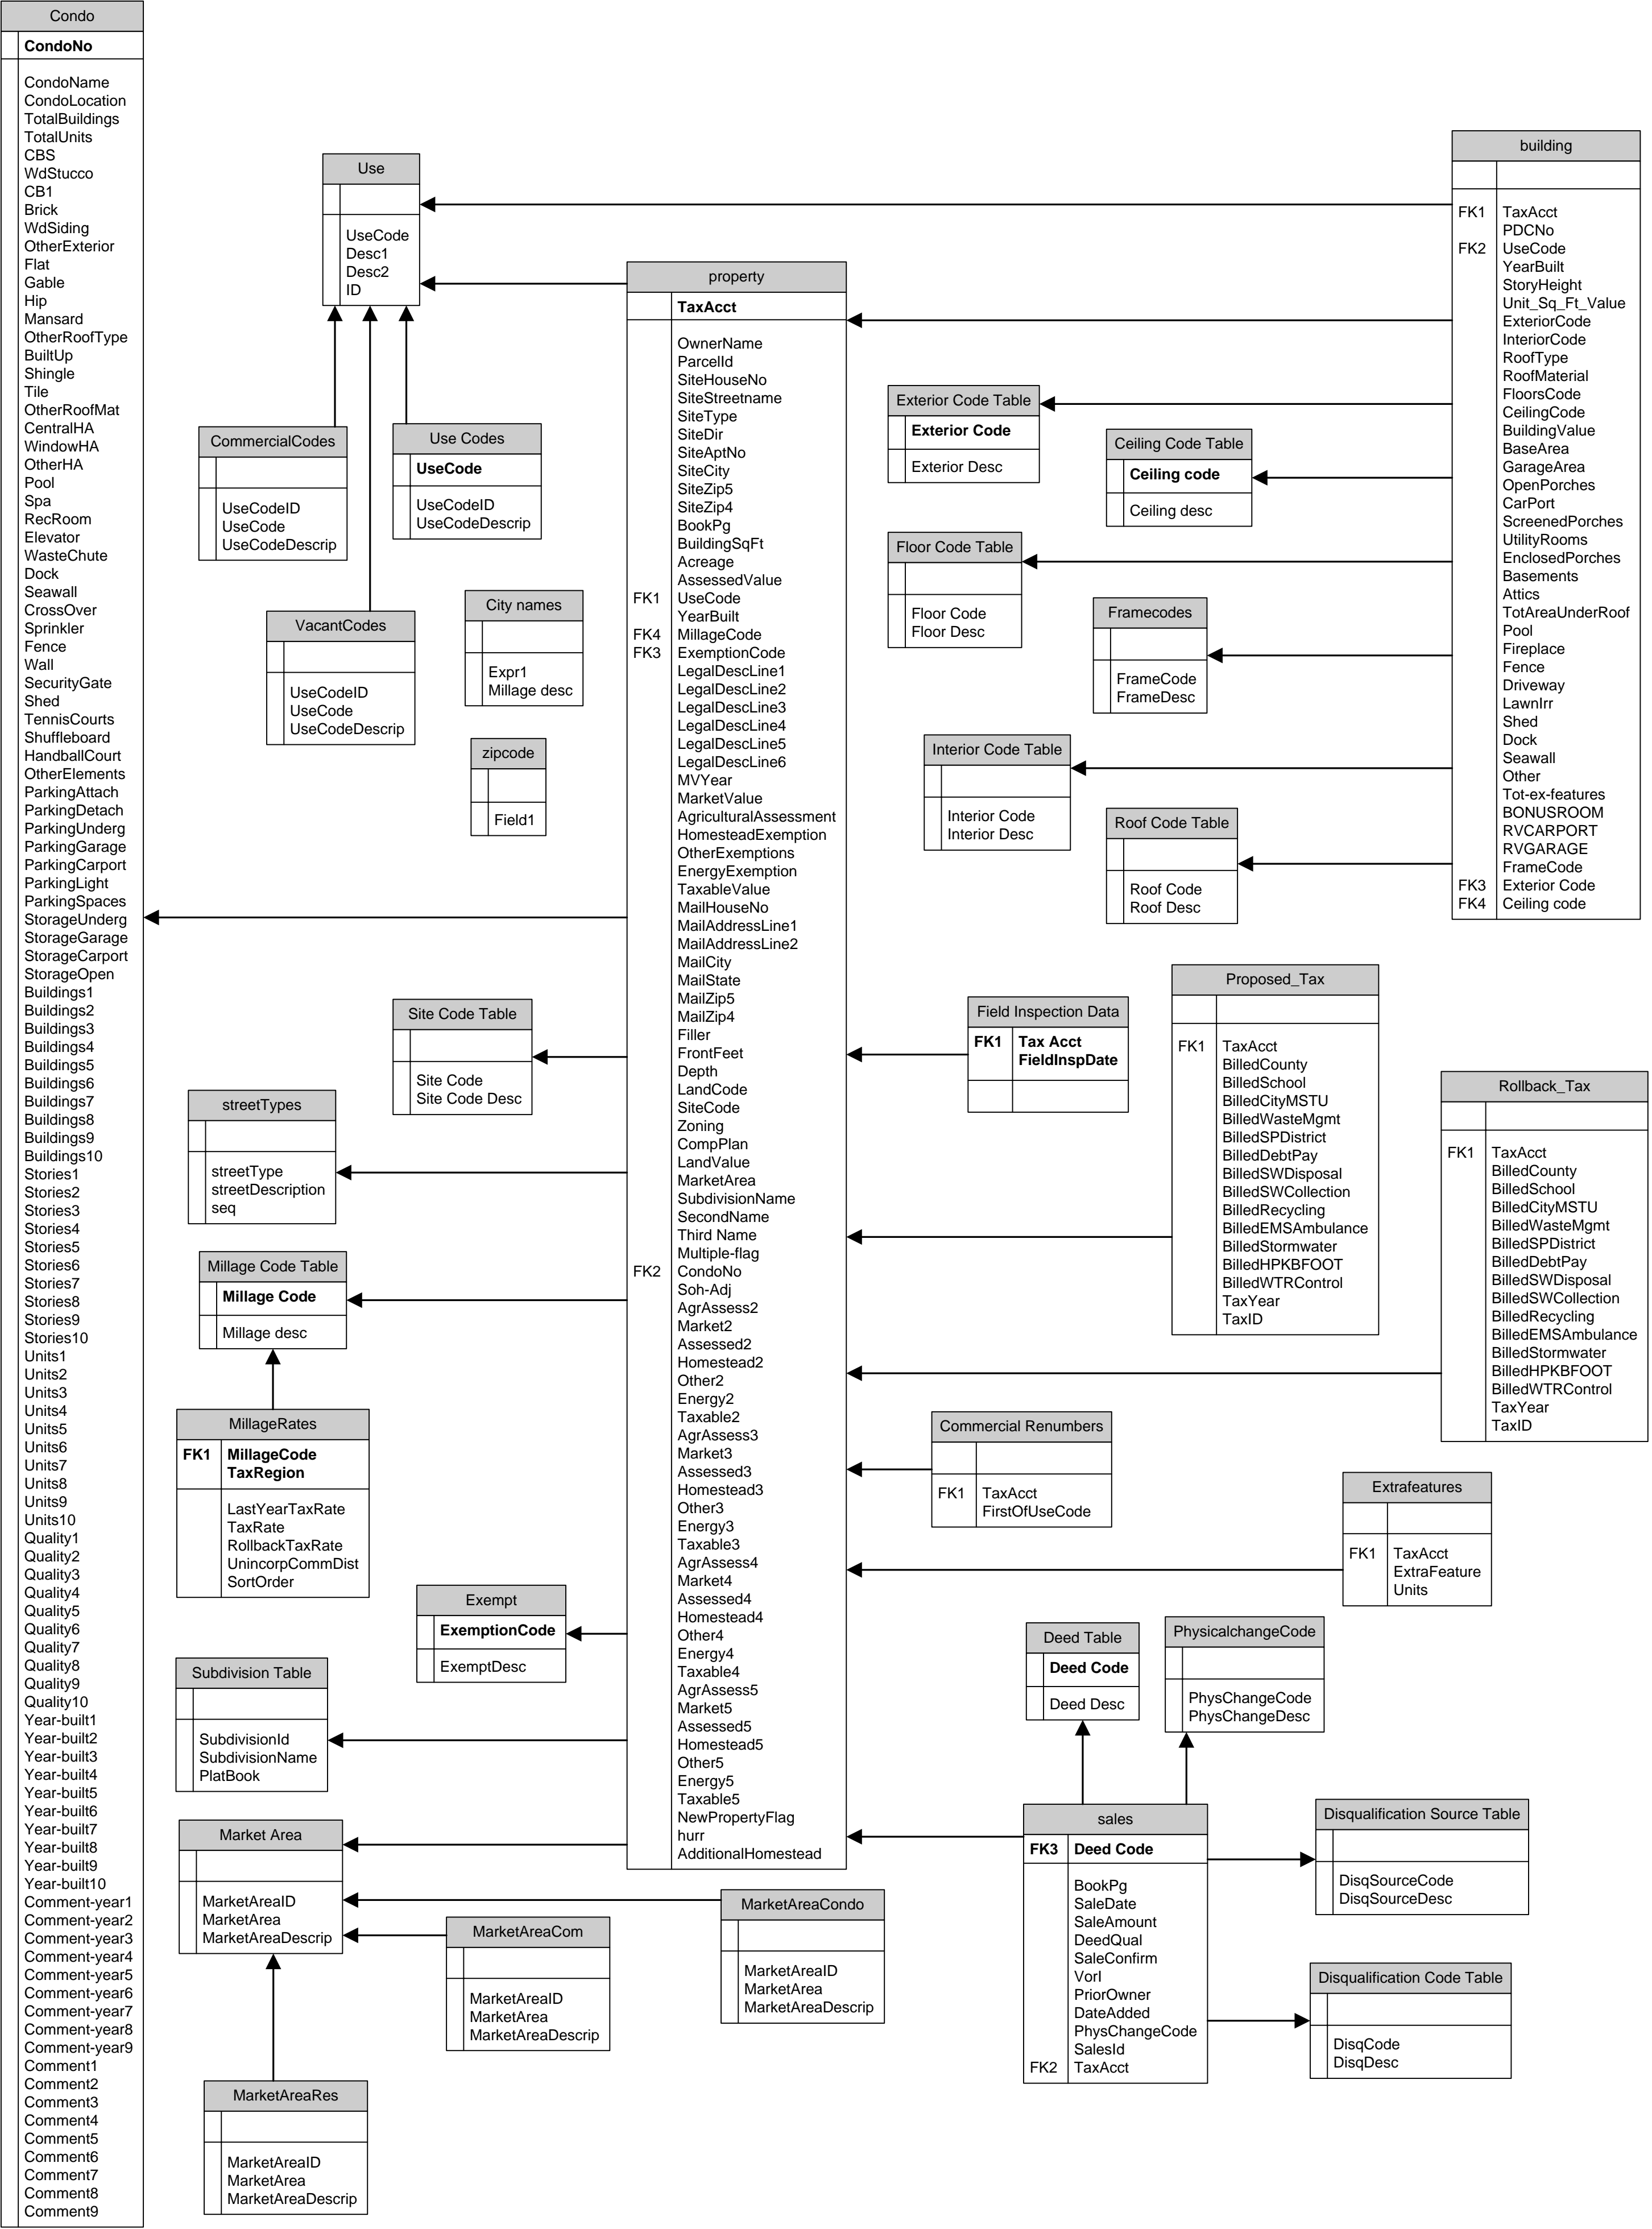 Condo
CondoNo
CondoName
CondoLocation
TotalBuildings
TotalUnits
CBS
WdStucco
CB1
Brick
WdSiding
OtherExterior
Flat
Gable
Hip
Mansard
OtherRoofType
BuiltUp
Shingle
Tile
OtherRoofMat
CentralHA
WindowHA
OtherHA
Pool
Spa
RecRoom
Elevator
WasteChute
Dock
Seawall
CrossOver
Sprinkler
Fence
Wall
SecurityGate
Shed
TennisCourts
Shuffleboard
HandballCourt
OtherElements
ParkingAttach
ParkingDetach
ParkingUnderg
ParkingGarage
ParkingCarport
ParkingLight
ParkingSpaces
StorageUnderg
StorageGarage
StorageCarport
StorageOpen
Buildings1
Buildings2
Buildings3
Buildings4
Buildings5
Buildings6
Buildings7
Buildings8
Buildings9
Buildings10
Stories1
Stories2
Stories3
Stories4
Stories5
Stories6
Stories7
Stories8
Stories9
Stories10
Units1
Units2
Units3
Units4
Units5
Units6
Units7
Units8
Units9
Units10
Quality1
Quality2
Quality3
Quality4
Quality5
Quality6
Quality7
Quality8
Quality9
Quality10
Year-built1
Year-built2
Year-built3
Year-built4
Year-built5
Year-built6
Year-built7
Year-built8
Year-built9
Year-built10
Comment-year1
Comment-year2
Comment-year3
Comment-year4
Comment-year5
Comment-year6
Comment-year7
Comment-year8
Comment-year9
Comment1
Comment2
Comment3
Comment4
Comment5
Comment6
Comment7
Comment8
Comment9
Use
UseCode
Desc1
Desc2
ID
CommercialCodes
UseCodeID
UseCode
UseCodeDescrip
Use Codes
UseCode
UseCodeID
UseCodeDescrip
VacantCodes
UseCodeID
UseCode
UseCodeDescrip
City names
Expr1
Millage desc
zipcode
Field1
Site Code Table
Site Code
Site Code Desc
streetTypes
streetType
streetDescription
seq
Millage Code Table
Millage Code
Millage desc
MillageRates
FK1 MillageCode
TaxRegion
LastYearTaxRate
TaxRate
RollbackTaxRate
UnincorpCommDist
SortOrder
Exempt
ExemptionCode
ExemptDesc
Subdivision Table
SubdivisionId
SubdivisionName
PlatBook
Market Area
MarketAreaID
MarketArea
MarketAreaDescrip
MarketAreaCom
MarketAreaID
MarketArea
MarketAreaDescrip
MarketAreaCondo
MarketAreaID
MarketArea
MarketAreaDescrip
MarketAreaRes
MarketAreaID
MarketArea
MarketAreaDescrip
property
TaxAcct
OwnerName
ParcelId
SiteHouseNo
SiteStreetname
SiteType
SiteDir
SiteAptNo
SiteCity
SiteZip5
SiteZip4
BookPg
BuildingSqFt
Acreage
AssessedValue
FK1 UseCode
YearBuilt
FK4 MillageCode
FK3 ExemptionCode
LegalDescLine1
LegalDescLine2
LegalDescLine3
LegalDescLine4
LegalDescLine5
LegalDescLine6
MVYear
MarketValue
AgriculturalAssessment
HomesteadExemption
OtherExemptions
EnergyExemption
TaxableValue
MailHouseNo
MailAddressLine1
MailAddressLine2
MailCity
MailState
MailZip5
MailZip4
Filler
FrontFeet
Depth
LandCode
SiteCode
Zoning
CompPlan
LandValue
MarketArea
SubdivisionName
SecondName
Third Name
Multiple-flag
FK2 CondoNo
Soh-Adj
AgrAssess2
Market2
Assessed2
Homestead2
Other2
Energy2
Taxable2
AgrAssess3
Market3
Assessed3
Homestead3
Other3
Energy3
Taxable3
AgrAssess4
Market4
Assessed4
Homestead4
Other4
Energy4
Taxable4
AgrAssess5
Market5
Assessed5
Homestead5
Other5
Energy5
Taxable5
NewPropertyFlag
hurr
AdditionalHomestead
building
FK1 TaxAcct
PDCNo
FK2 UseCode
YearBuilt
StoryHeight
Unit_Sq_Ft_Value
ExteriorCode
InteriorCode
RoofType
RoofMaterial
FloorsCode
CeilingCode
BuildingValue
BaseArea
GarageArea
OpenPorches
CarPort
ScreenedPorches
UtilityRooms
EnclosedPorches
Basements
Attics
TotAreaUnderRoof
Pool
Fireplace
Fence
Driveway
LawnIrr
Shed
Dock
Seawall
Other
Tot-ex-features
BONUSROOM
RVCARPORT
RVGARAGE
FrameCode
FK3 Exterior Code
FK4 Ceiling code
Exterior Code Table
Exterior Code
Exterior Desc
Ceiling Code Table
Ceiling code
Ceiling desc
Floor Code Table
Floor Code
Floor Desc
Framecodes
FrameCode
FrameDesc
Interior Code Table
Interior Code
Interior Desc
Roof Code Table
Roof Code
Roof Desc
Field Inspection Data
FK1 Tax Acct
FieldInspDate
Proposed_Tax
FK1 TaxAcct
BilledCounty
BilledSchool
BilledCityMSTU
BilledWasteMgmt
BilledSPDistrict
BilledDebtPay
BilledSWDisposal
BilledSWCollection
BilledRecycling
BilledEMSAmbulance
BilledStormwater
BilledHPKBFOOT
BilledWTRControl
TaxYear
TaxID
Rollback_Tax
FK1 TaxAcct
BilledCounty
BilledSchool
BilledCityMSTU
BilledWasteMgmt
BilledSPDistrict
BilledDebtPay
BilledSWDisposal
BilledSWCollection
BilledRecycling
BilledEMSAmbulance
BilledStormwater
BilledHPKBFOOT
BilledWTRControl
TaxYear
TaxID
Commercial Renumbers
FK1 TaxAcct
FirstOfUseCode
Extrafeatures
FK1 TaxAcct
ExtraFeature
Units
Deed Table
Deed Code
Deed Desc
PhysicalchangeCode
PhysChangeCode
PhysChangeDesc
sales
FK3 Deed Code
BookPg
SaleDate
SaleAmount
DeedQual
SaleConfirm
VorI
PriorOwner
DateAdded
PhysChangeCode
SalesId
FK2 TaxAcct
Disqualification Source Table
DisqSourceCode
DisqSourceDesc
Disqualification Code Table
DisqCode
DisqDesc